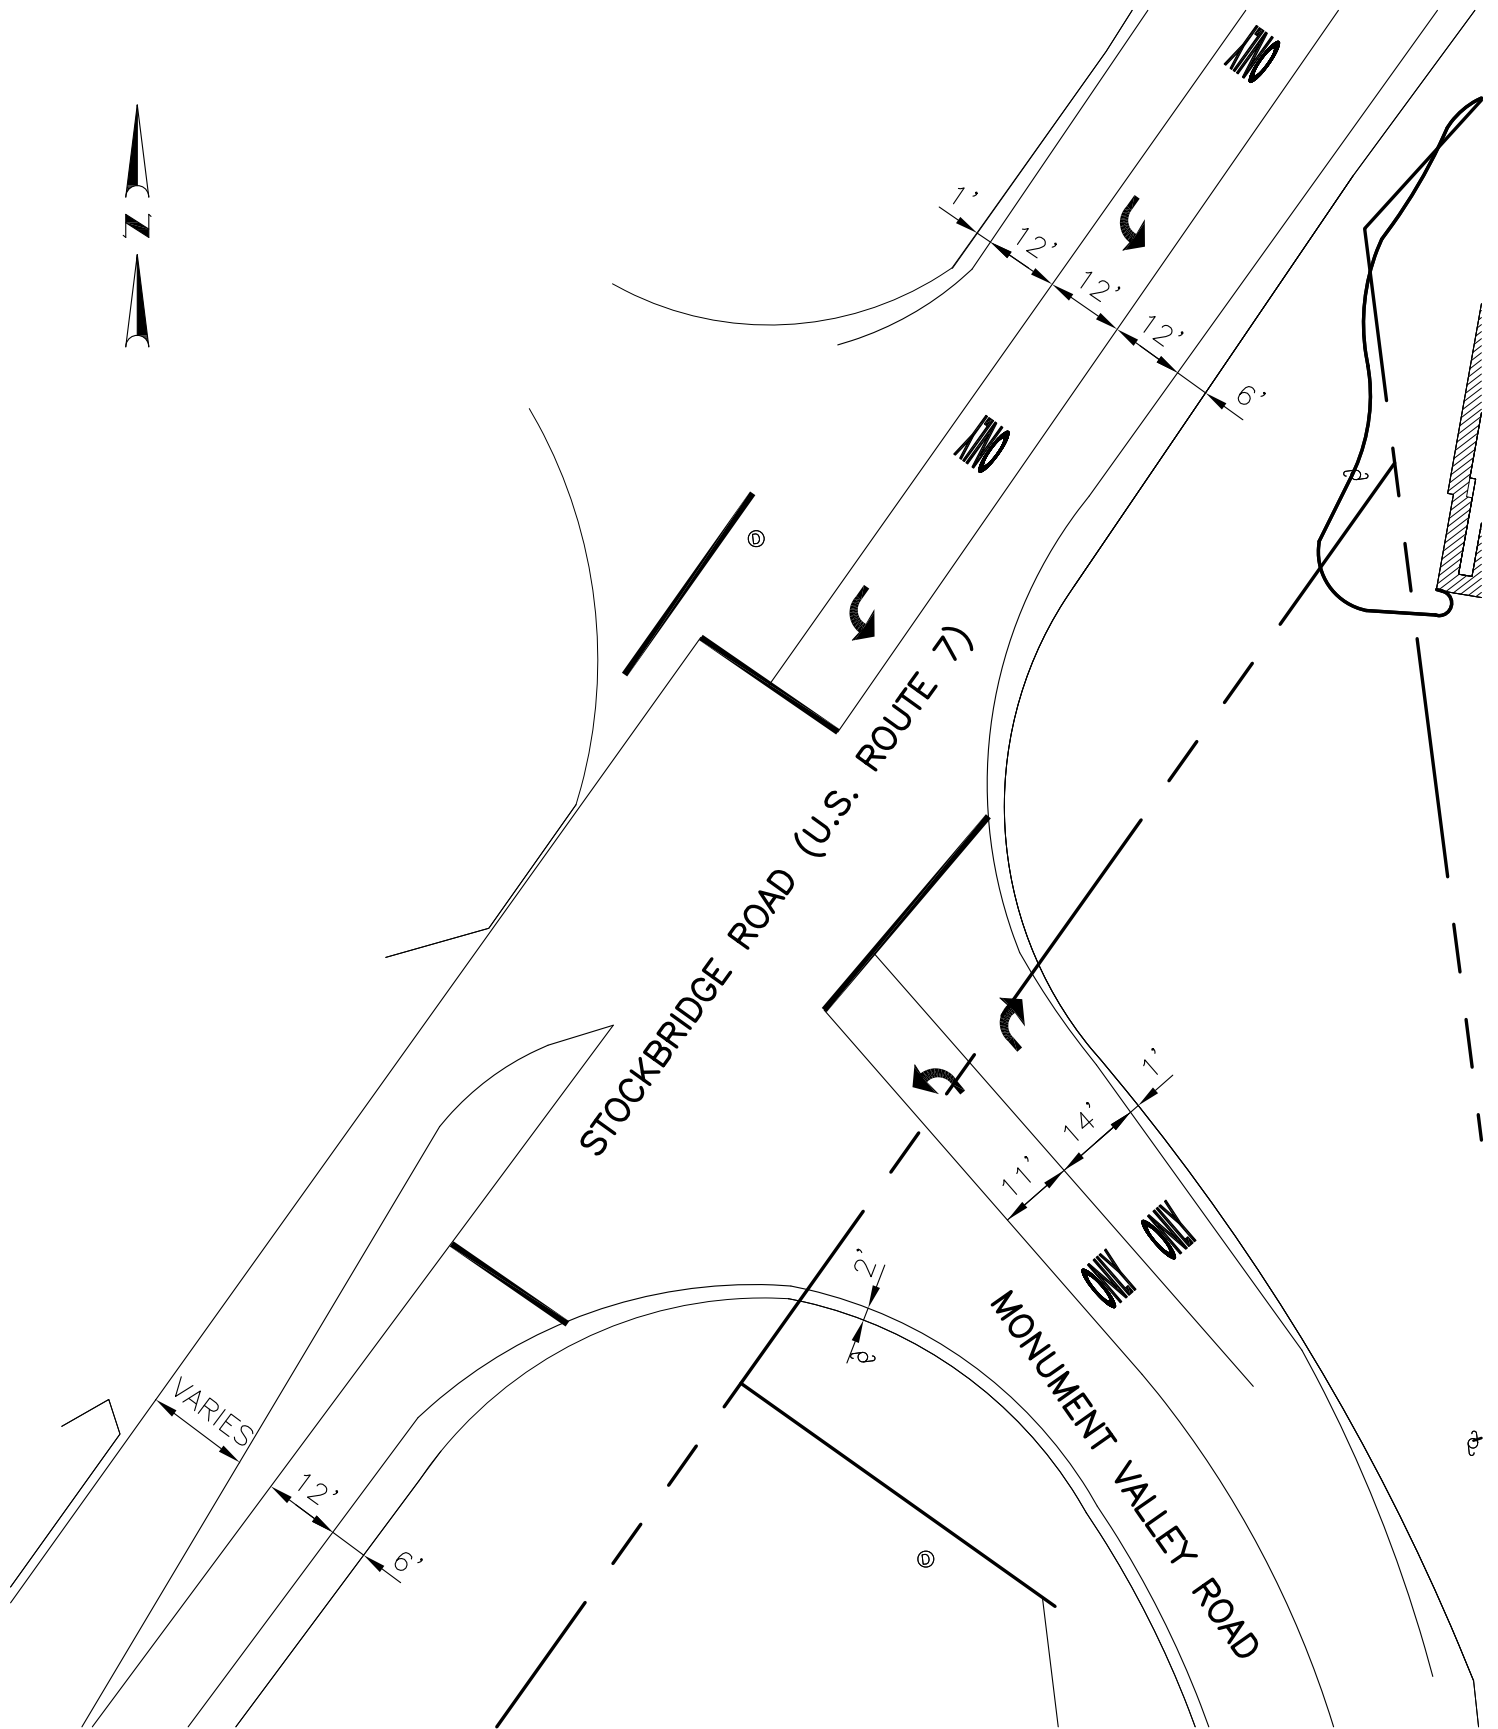 ONLY
N
1'
12'
12'
12'
6'
ONLY
D
STOCKBRIDGE ROAD (U.S. ROUTE 7)
1'
14'
11'
ONLY
ONLY
2'
MONUMENT VALLEY ROAD
VARIES
12'
6'
D